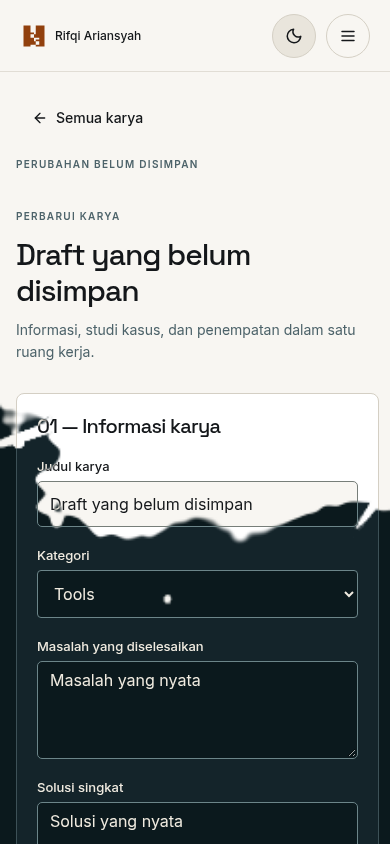 Rifqi Ariansyah
Semua karya
PERUBAHAN BELUM DISIMPAN
PERBARUI KARYA
Draft yang belum
disimpan
Informasi, studi kasus, dan penempatan dalam satu
ruang kerja.
01 — Informasi karya
Judul karya
Draft yang belum disimpan
Kategori
Tools
Masalah yang diselesaikan
Masalah yang nyata
Solusi singkat
Solusi yang nyata